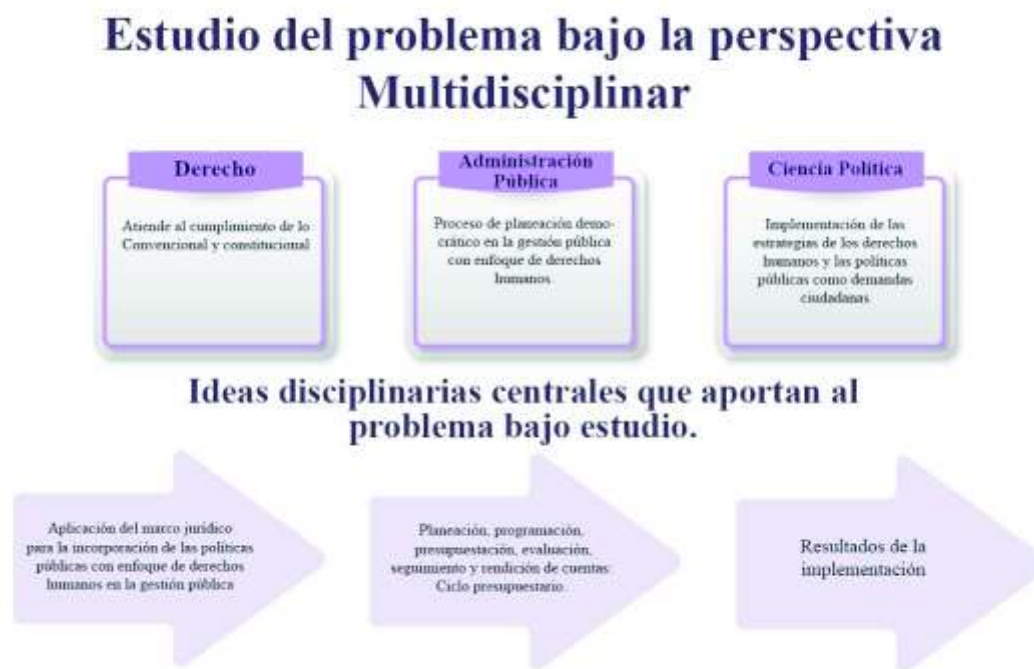 Estudio del problema bajo la perspectiva
Multidisciplinar
Derecho
Atiende al cumplimiento de lo
Convencional y constitucional
Administración
Pública
Proceso de planeación demo-
crático en la gestión pública
con enfoque de derechos
humanos
Ciencia Política
Implementación de las
estrategias de los derechos
humanos y las políticas
públicas como demandas
ciudadanas
Ideas disciplinarias centrales que aportan al
problema bajo estudio.
Aplicación del marco jurídico
para la incorporación de las políticas
públicas con enfoque de derechos
humanos en la gestión pública
Planeación, programación,
presupuestación, evaluación,
seguimiento y rendición de cuentas:
Ciclo presupuestario.
Resultados de la
implementación